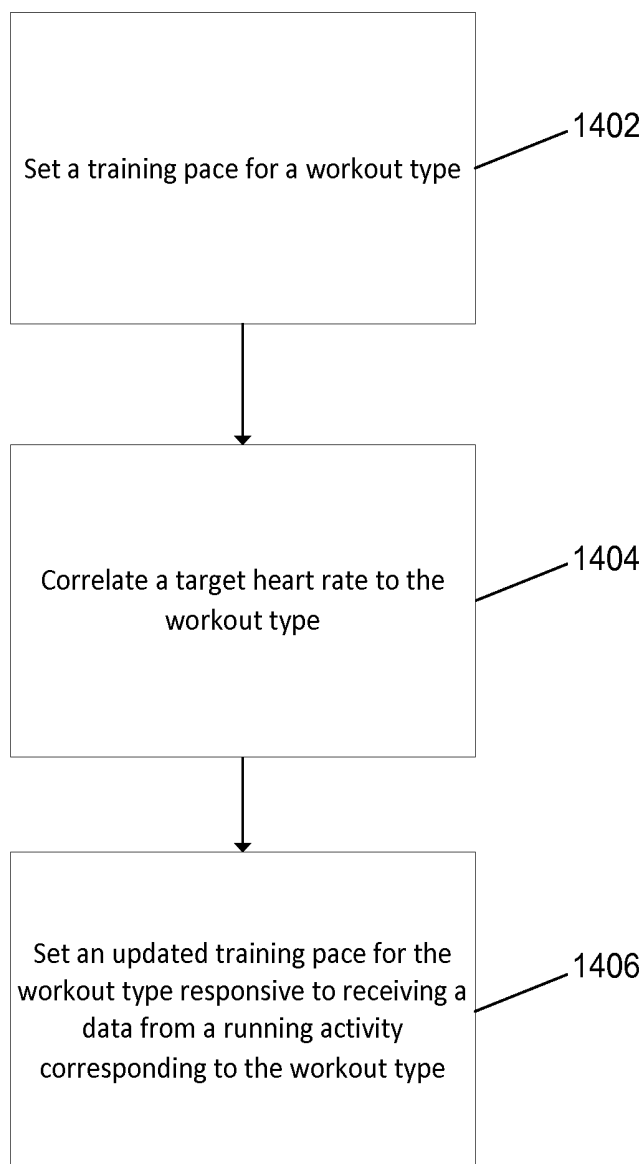 Set a training pace for a workout type
1402
Correlate a target heart rate to the
workout type
1404
Set an updated training pace for the
workout type responsive to receiving a
data from a running activity
corresponding to the workout type
1406